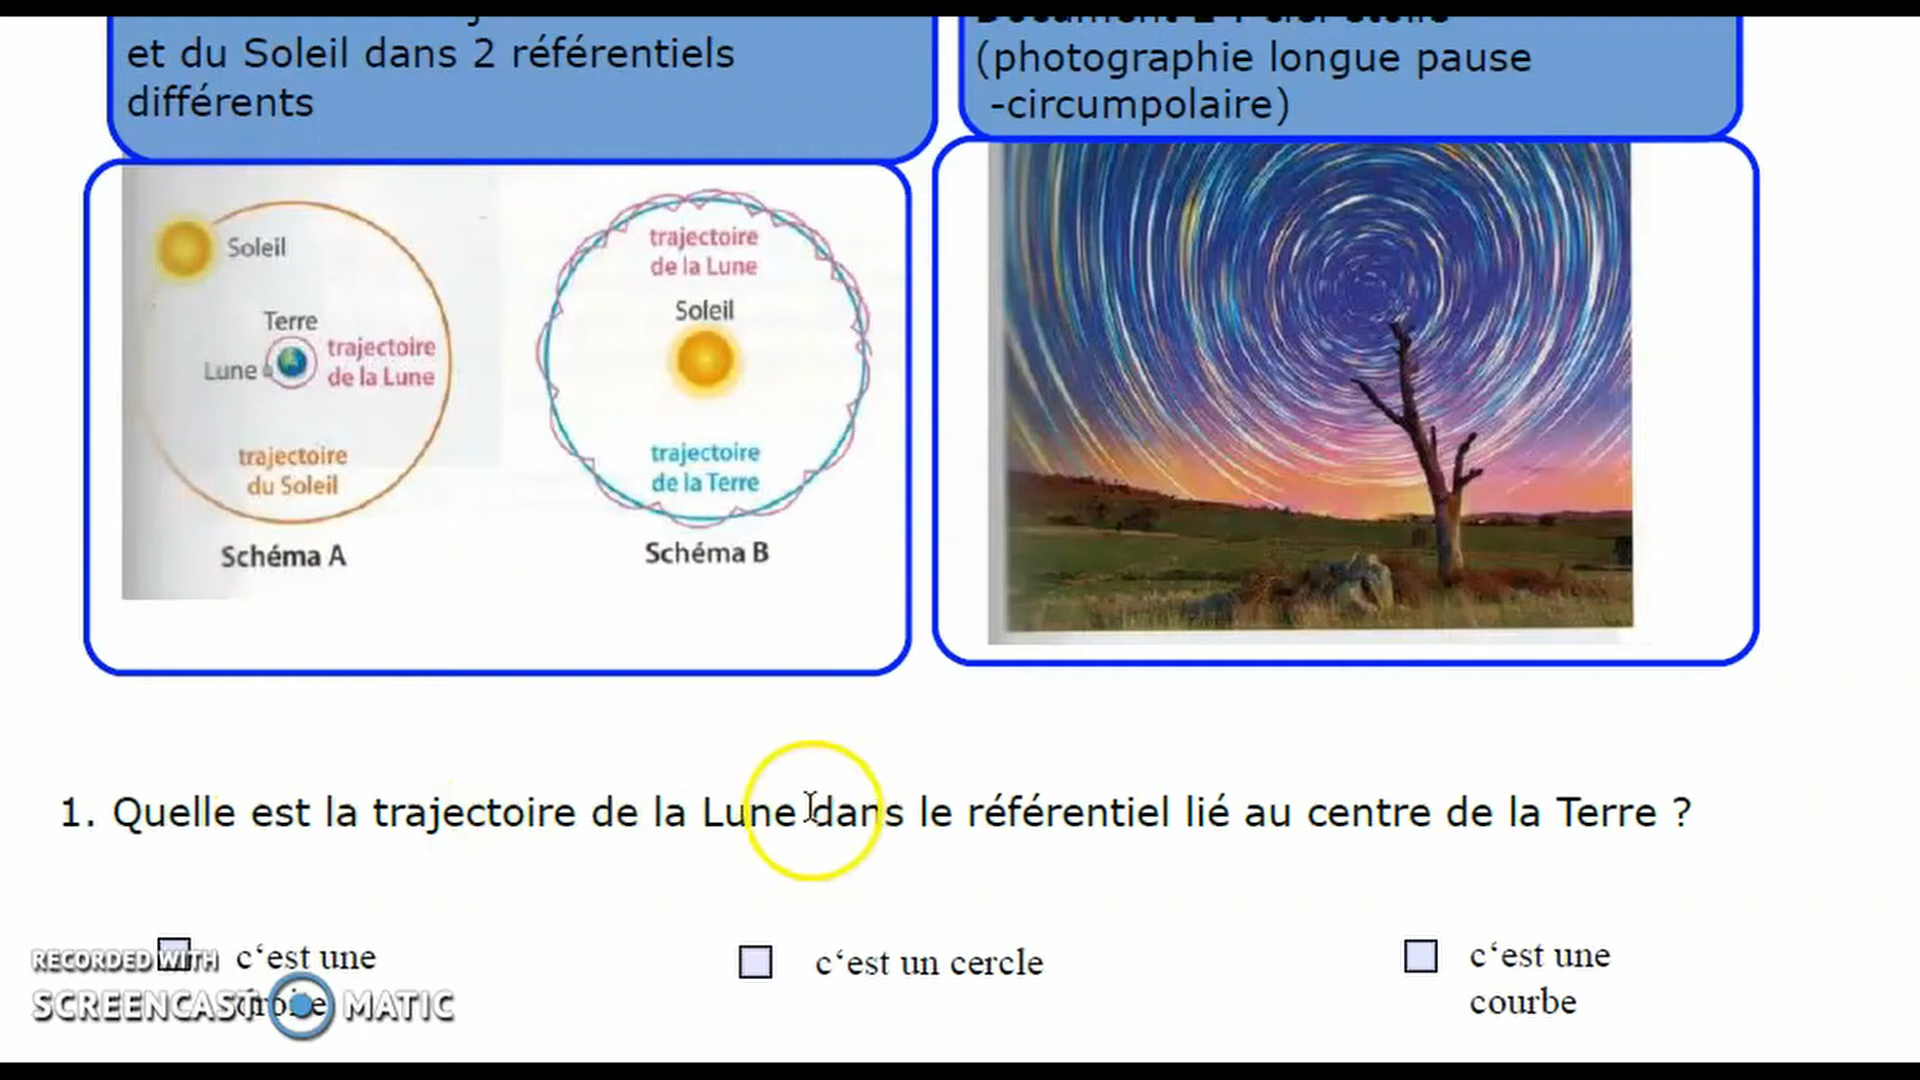 et du Soleil dans 2 référentiels
différents
(photographie longue pause
-circumpolaire)
Soleil
Terre
Lune
trajectoire
de la Lune
trajectoire
du Soleil
Schéma A
trajectoire
de la Lune
Soleil
trajectoire
de la Terre
Schéma B
1. Quelle est la trajectoire de la Lune dans le référentiel lié au centre de la Terre ?
c‘est une
droite
c‘est un cercle
c‘est une
courbe
RECORDED WITH
SCREENCAST MATIC